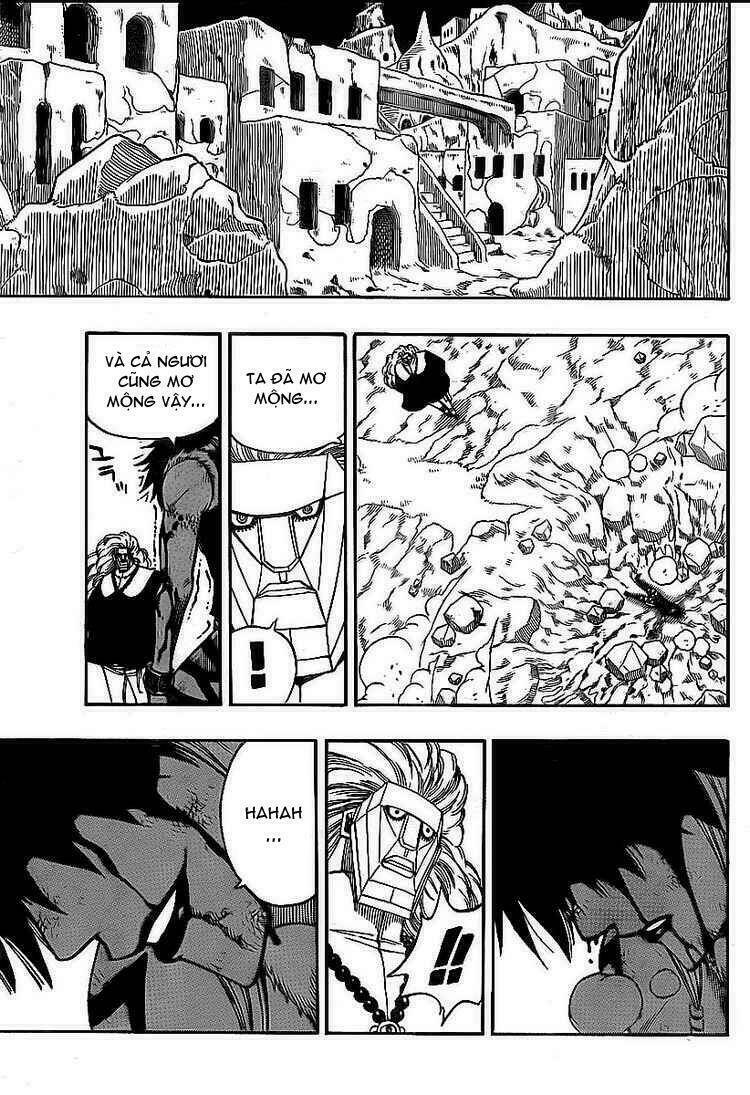 TA ĐÃ MƠ
MỘNG...
VÀ CẢ NGƯƠI
CŨNG MƠ
MỘNG VẬY...
!
!!
HAHAH
...